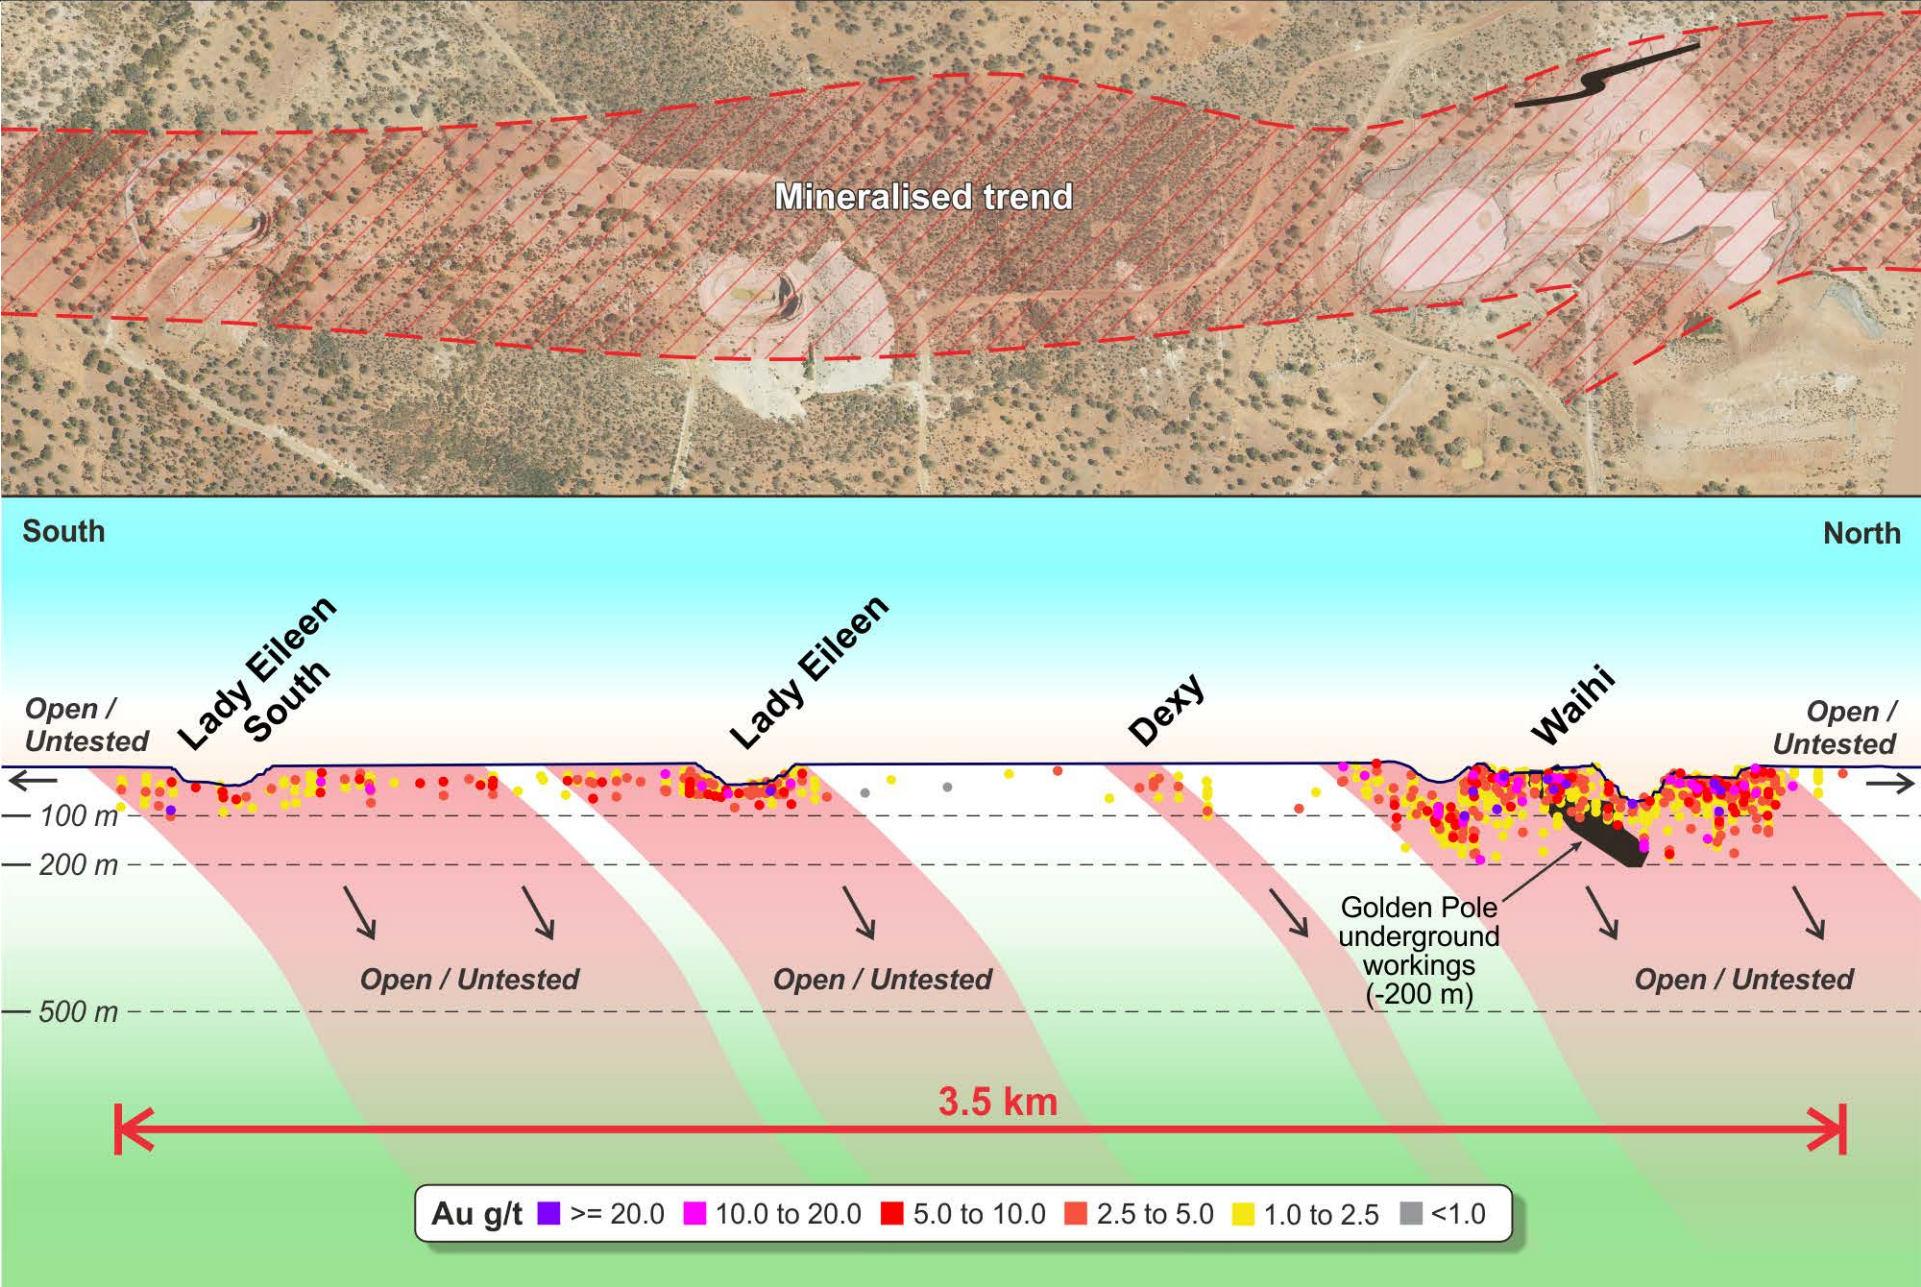 Mineralised trend
South
North
Lady Eileen
South
Lady Eileen
Dexy
Waihi
Open /
Untested
Open /
Untested
100 m
200 m
Golden Pole
underground
workings
(-200 m)
Open / Untested
Open / Untested
Open / Untested
500 m
3.5 km
Au g/t >= 20.0 10.0 to 20.0 5.0 to 10.0 2.5 to 5.0 1.0 to 2.5 <1.0